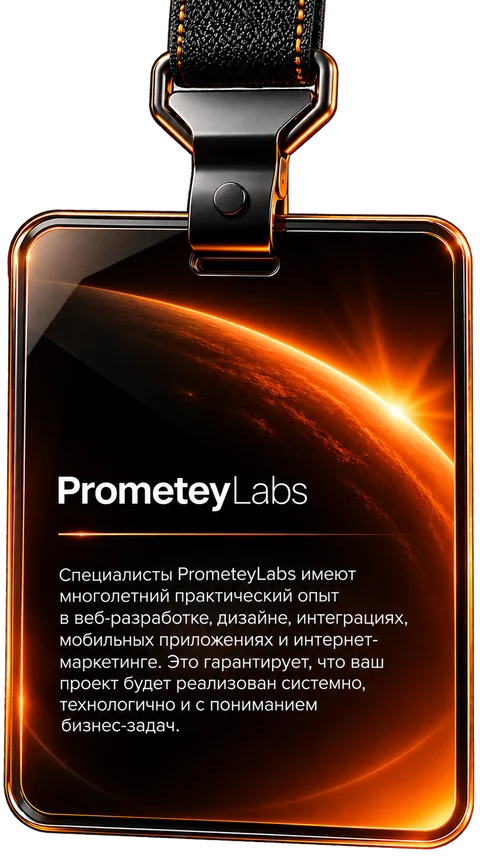 PrometeyLabs
Специалисты PrometeyLabs имеют
многолетний практический опыт
в веб-разработке, дизайне, интеграциях,
мобильных приложениях и интернет-
маркетинге. Это гарантирует, что ваш
проект будет реализован системно,
технологично и с пониманием
бизнес-задач.